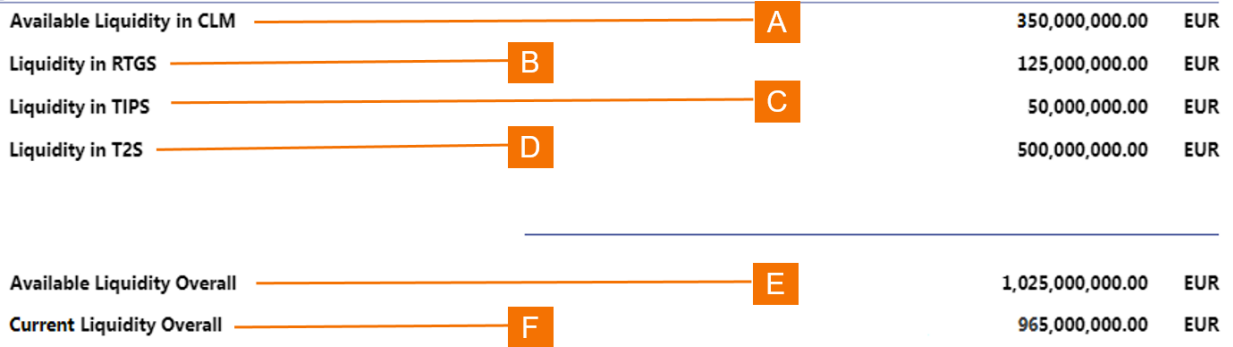 Available Liquidity in CLM A 350,000,000.00 EUR
Liquidity in RTGS B 125,000,000.00 EUR
Liquidity in TIPS C 50,000,000.00 EUR
Liquidity in T2S D 500,000,000.00 EUR
Available Liquidity Overall E 1,025,000,000.00 EUR
Current Liquidity Overall F 965,000,000.00 EUR